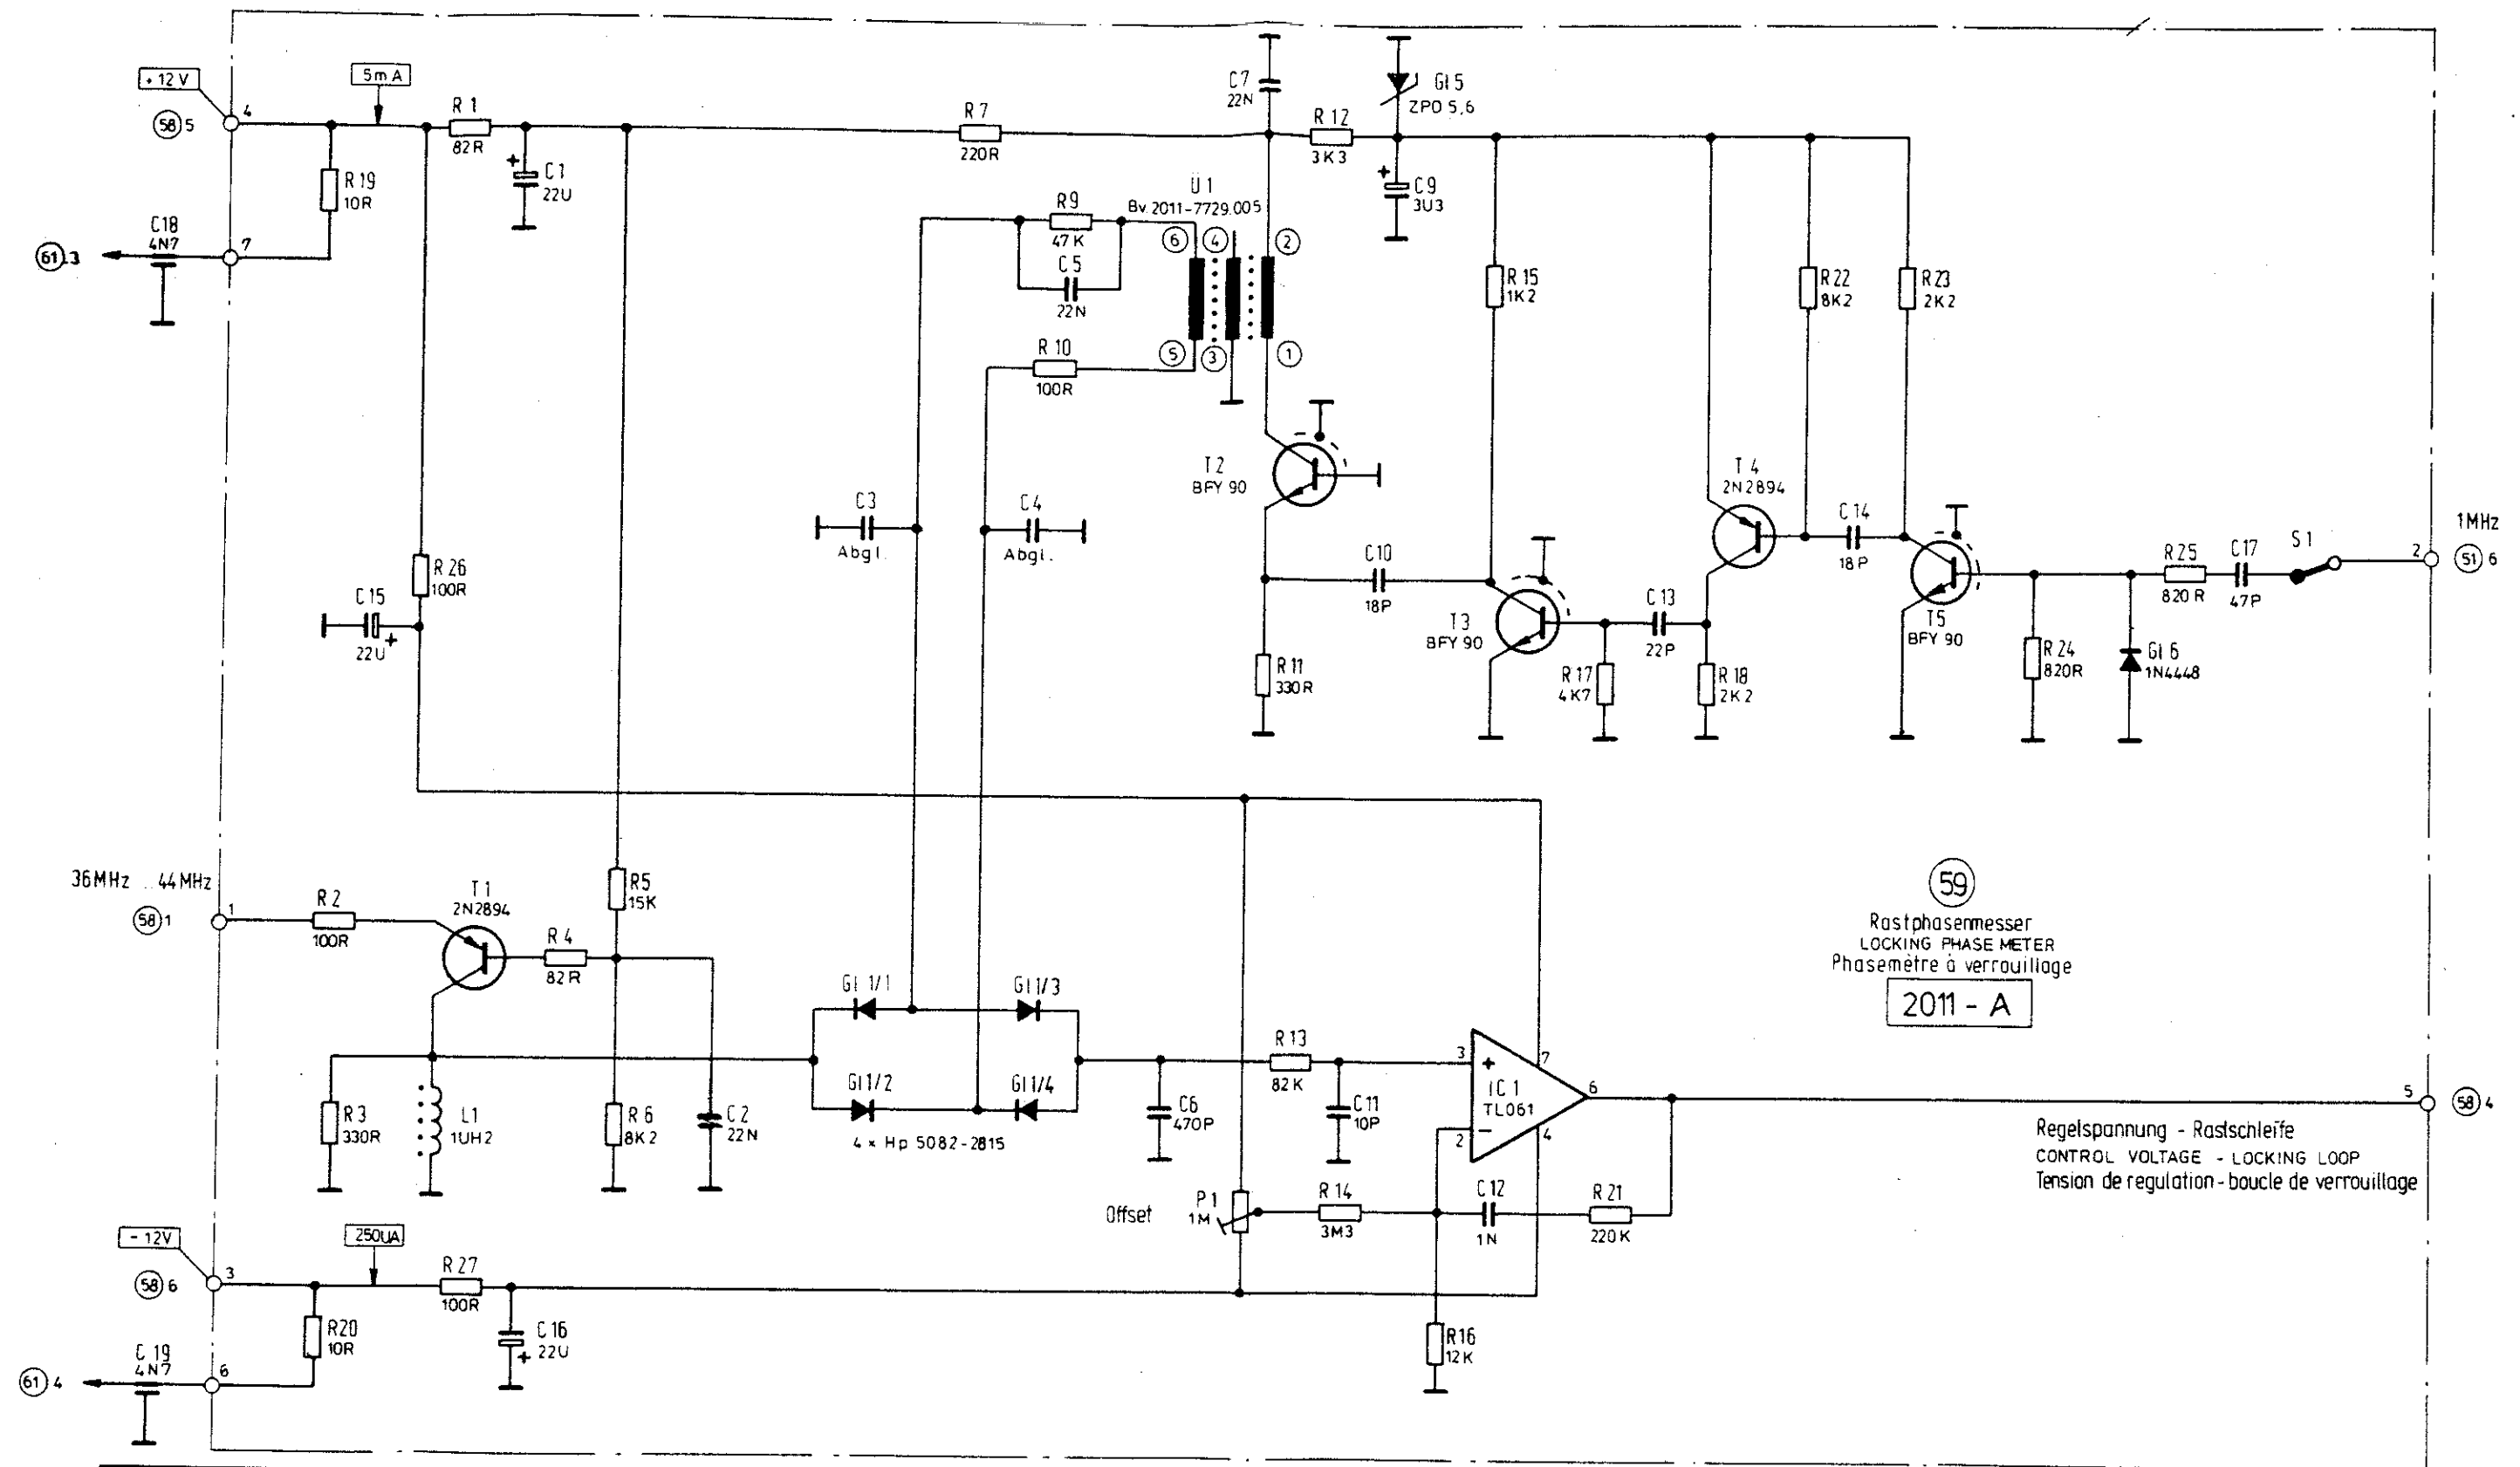 +12V
5mA
4
58 5
R1
82R
R19
10R
C1
22U
C18
4N7
7
61.3
R7
220R
C7
22N
R12
3K3
Gl5
ZPD 5,6
C9
3U3
Ü1
Bv.2011-7729.005
R9
47K
C5
22N
6
4
2
5
3
1
R10
100R
R15
1K2
R22
8K2
R23
2K2
T2
BFY 90
C3
Abgl.
C4
Abgl.
T4
2N2894
C14
18P
R25
820R
C17
47P
S1
1MHz
2
51 6
R26
100R
C15
22U
+
C10
18P
T3
BFY 90
C13
22P
T5
BFY 90
R11
330R
R17
4K7
R18
2K2
R24
820R
Gl6
1N4448
36MHz ..44MHz
58 1
1
R2
100R
T1
2N2894
R4
82R
R5
15K
59
Rastphasenmesser
LOCKING PHASE METER
Phasemètre à verrouillage
2011 - A
Gl1/1
Gl1/3
Gl1/2
Gl1/4
4 x Hp 5082-2815
R3
330R
L1
1UH2
R6
8K2
C2
22N
C6
470P
R13
82K
C11
10P
3
+
IC1
TL061
2
-
7
4
6
5
58 4
Regelspannung - Rastschleife
CONTROL VOLTAGE - LOCKING LOOP
Tension de regulation-boucle de verrouillage
Offset
P1
1M
R14
3M3
C12
1N
R21
220K
-12V
250UA
58 6
3
R27
100R
R20
10R
C16
22U
+
C19
4N7
6
61 4
R16
12K